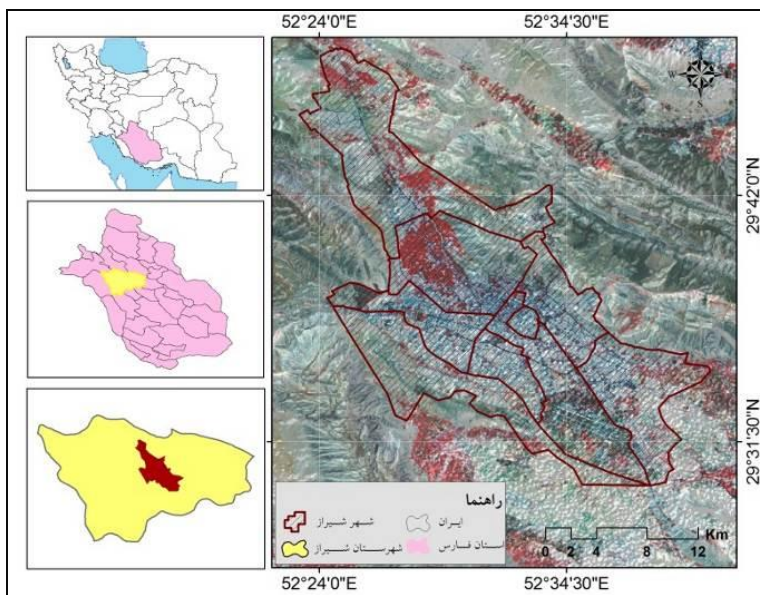 52°24'0"E 52°34'30"E
N
W E
S
29°42'0"N
29°31'30"N
راهنما
ایران شهر شیراز
استان فارس شهرستان شیراز
Km
0 2 4 8 12
52°24'0"E 52°34'30"E